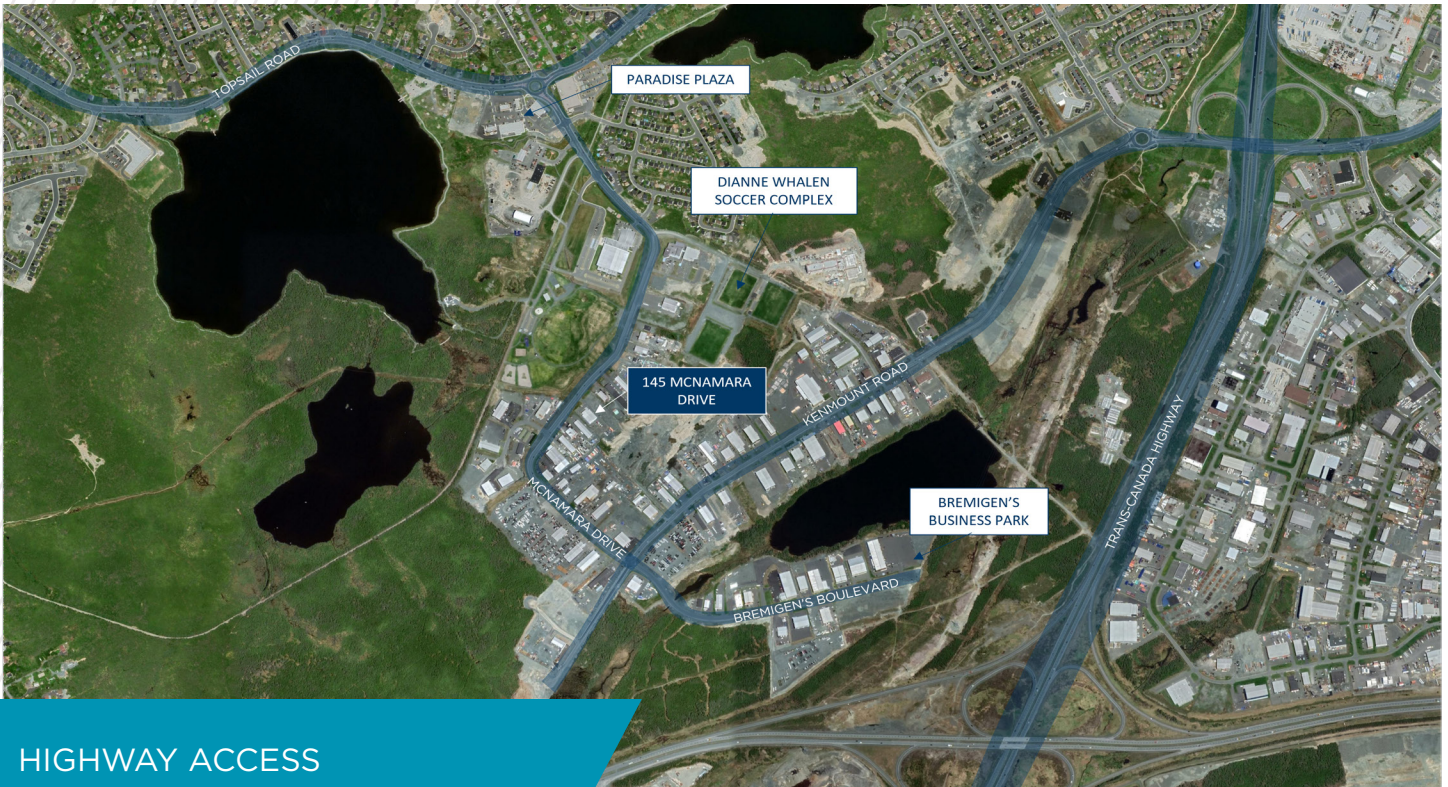 TOPSAIL ROAD
PARADISE PLAZA
DIANNE WHALEN
SOCCER COMPLEX
145 MCNAMARA
DRIVE
KENMOUNT ROAD
MCNAMARA DRIVE
BREMIGEN'S
BUSINESS PARK
TRANS-CANADA HIGHWAY
BREMIGEN'S BOULEVARD
HIGHWAY ACCESS